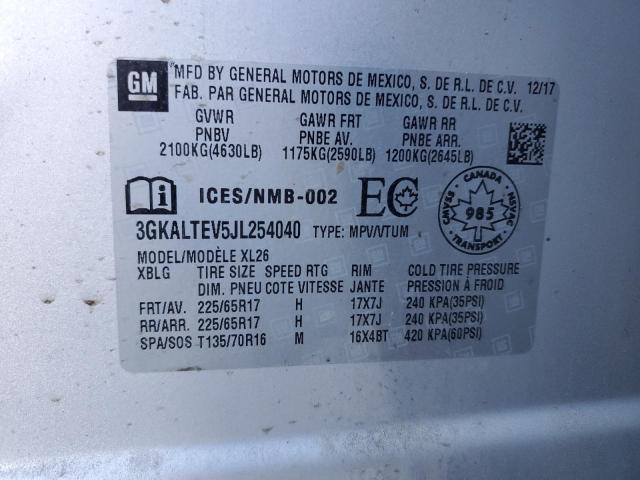 GM
MFD BY GENERAL MOTORS DE MEXICO, S. DE R.L. DE C.V. 12/17
FAB. PAR GENERAL MOTORS DE MEXICO, S. DE R.L. DE C.V.
GVWR GAWR FRT GAWR RR
PNBV PNBE AV. PNBE ARR.
2100KG(4630LB) 1175KG(2590LB) 1200KG(2645LB)
ICES/NMB-002 EC
CANADA
CMVSS NSVAC
985
TRANSPORT
3GKALTEV5JL254040 TYPE: MPV/VTUM
MODEL/MODÈLE XL26
XBLG TIRE SIZE SPEED RTG RIM COLD TIRE PRESSURE
DIM. PNEU COTE VITESSE JANTE PRESSION À FROID
FRT/AV. 225/65R17 H 17X7J 240 KPA(35PSI)
RR/ARR. 225/65R17 H 17X7J 240 KPA(35PSI)
SPA/SOS T135/70R16 16X4BT 420 KPA(60PSI)